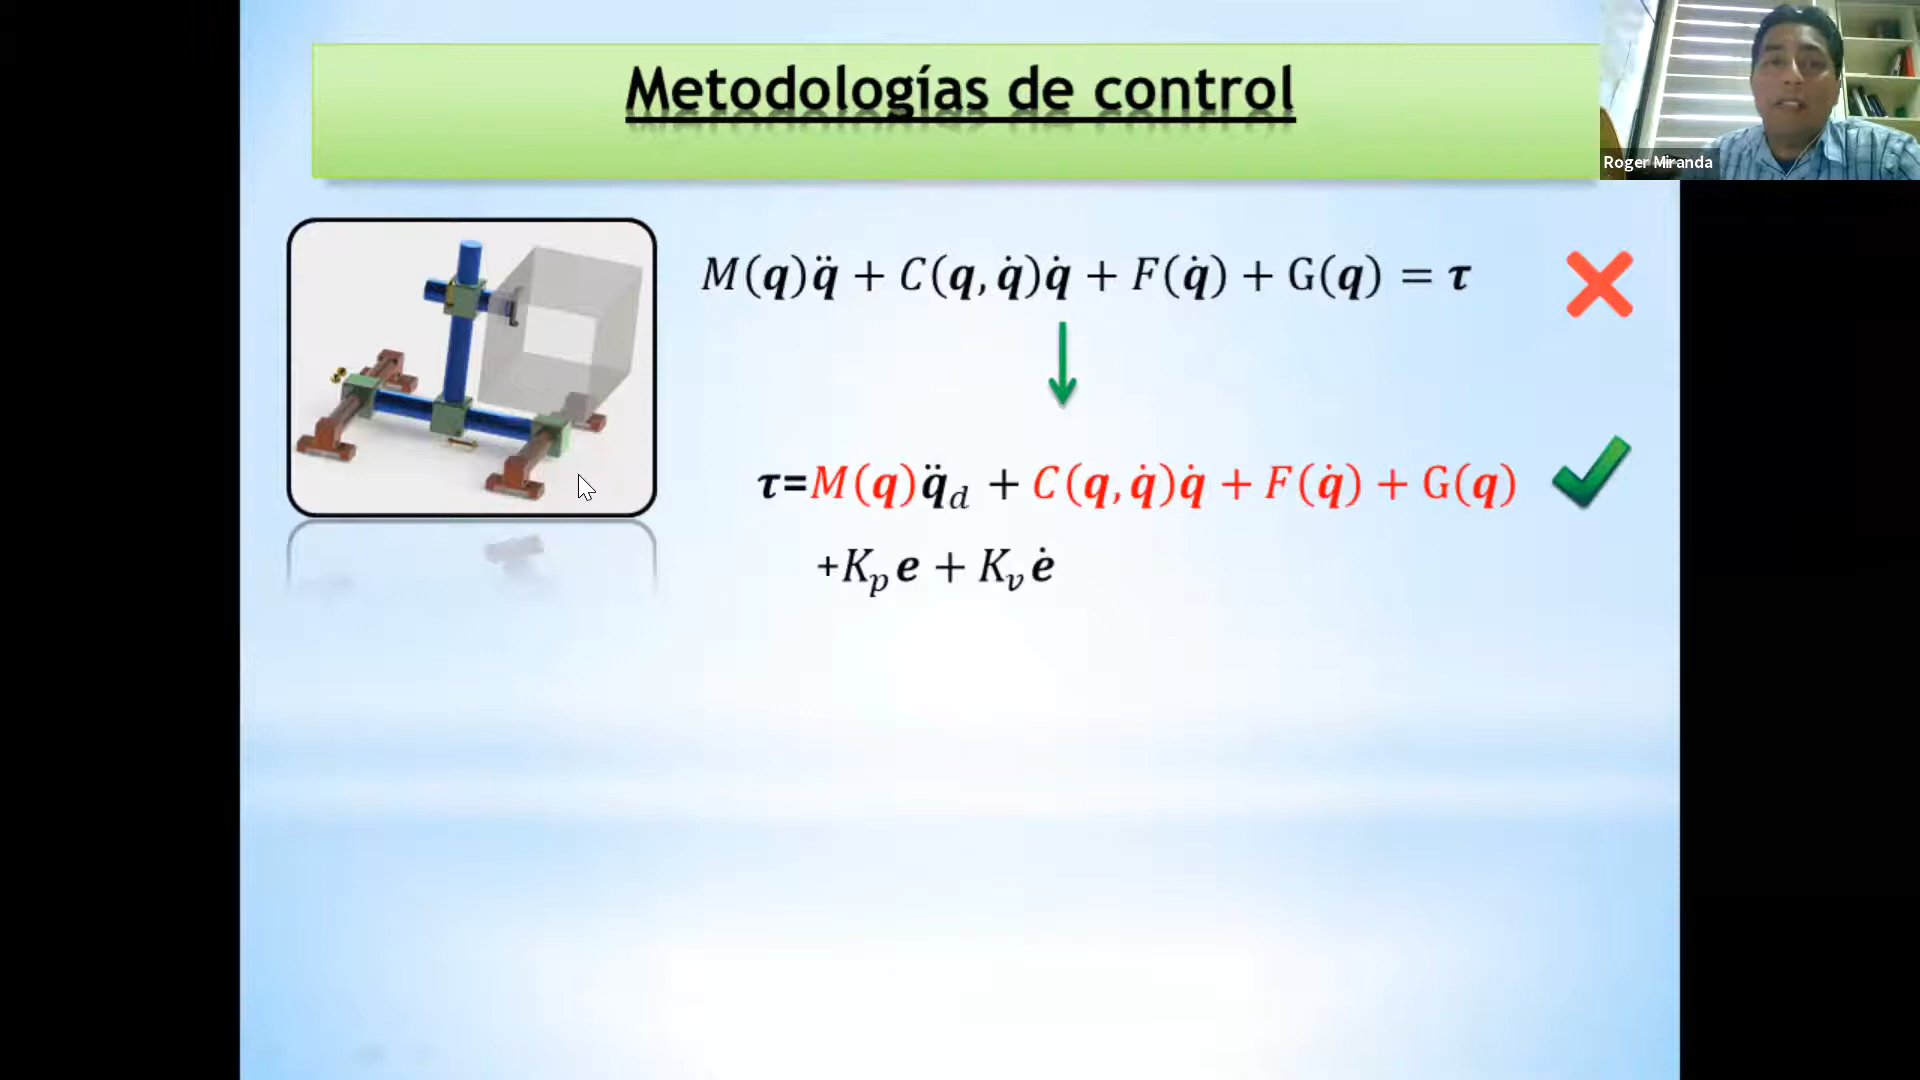 Metodologías de control
Roger Miranda
M(q)q̈ + C(q, q̇)q̇ + F(q̇) + G(q) = τ
τ=M(q)q̈_d + C(q, q̇)q̇ + F(q̇) + G(q)
+K_p e + K_v ė